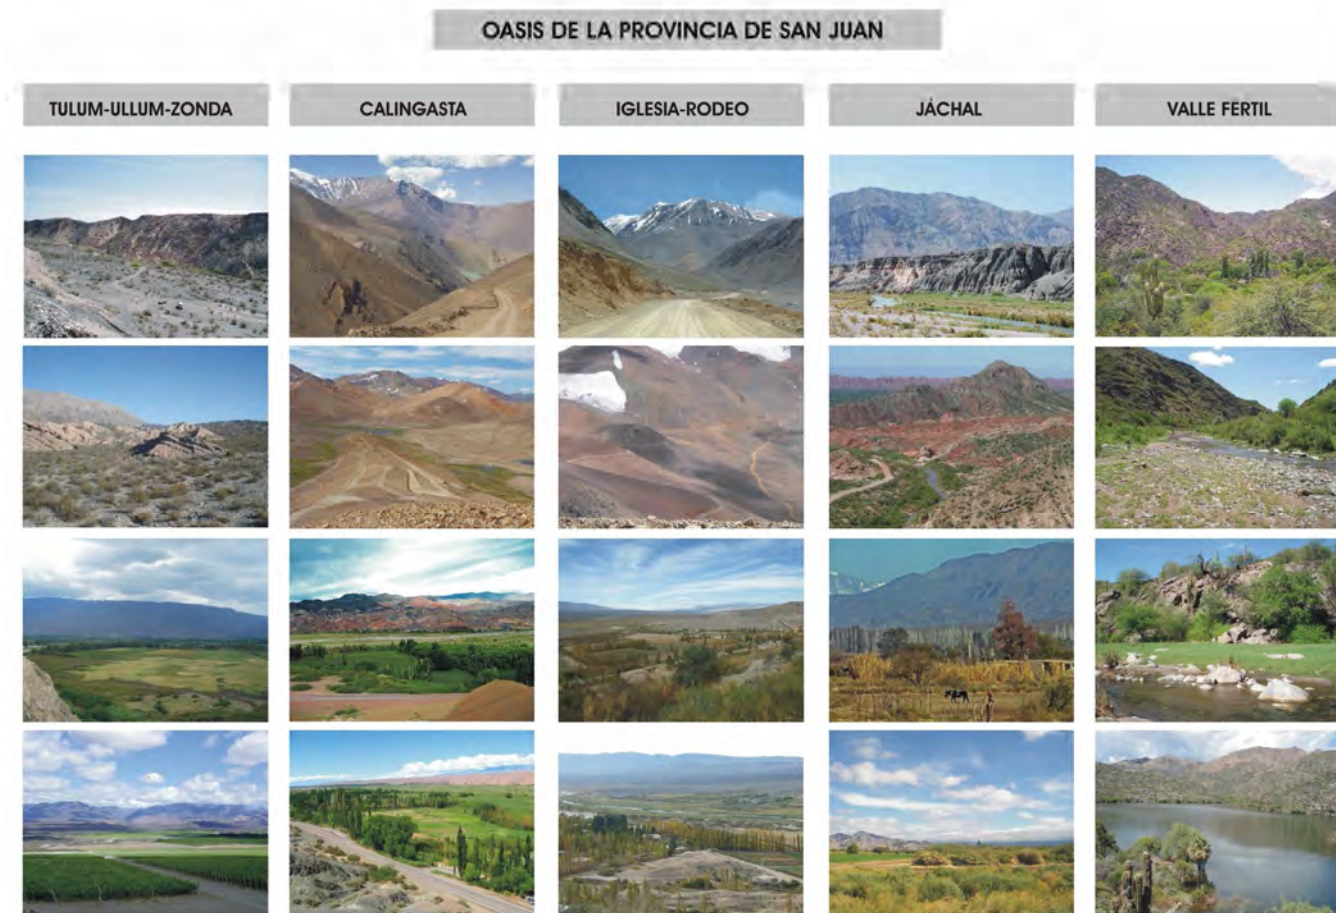 OASIS DE LA PROVINCIA DE SAN JUAN
TULUM-ULLUM-ZONDA
CALINGASTA
IGLESIA-RODEO
JÁCHAL
VALLE FERTIL